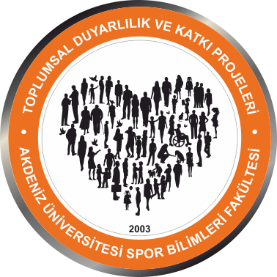 • TOPLUMSAL DUYARLILIK VE KATKI PROJELERİ •
AKDENİZ ÜNİVERSİTESİ SPOR BİLİMLERİ FAKÜLTESİ
2003